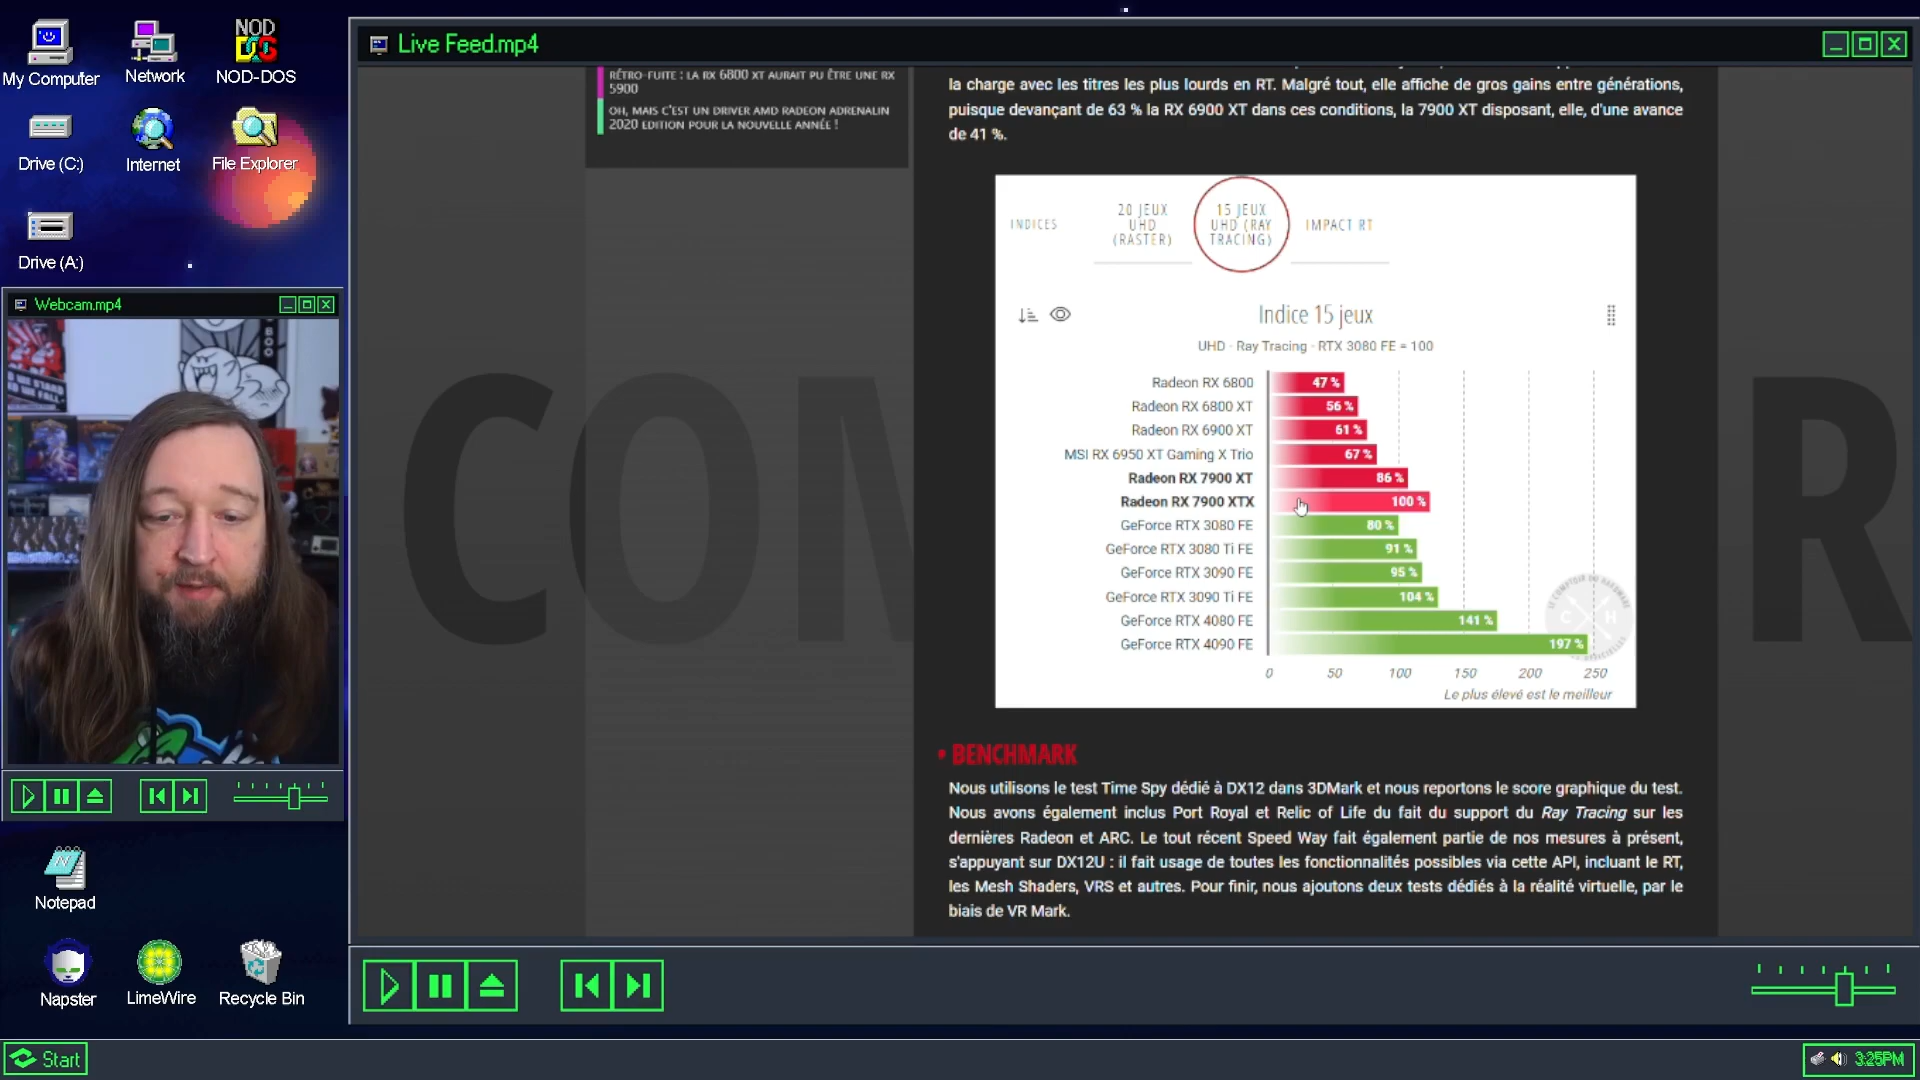 My Computer
Network
NOD
DOS
NOD-DOS
Drive (C:)
Internet
File Explorer
Drive (A:)
Webcam.mp4
BOO
Notepad
Napster
LimeWire
Recycle Bin
Start
Live Feed.mp4
RÉTRO-FUITE : LA RX 6800 XT AURAIT PU ÊTRE UNE RX
5900
OH, MAIS C'EST UN DRIVER AMD RADEON ADRENALIN
2020 EDITION POUR LA NOUVELLE ANNÉE !
COM
R
la charge avec les titres les plus lourds en RT. Malgré tout, elle affiche de gros gains entre générations,
puisque devançant de 63 % la RX 6900 XT dans ces conditions, la 7900 XT disposant, elle, d'une avance
de 41 %.
INDICES
20 JEUX
UHD
(RASTER)
15 JEUX
UHD (RAY
TRACING)
IMPACT RT
Indice 15 jeux
UHD - Ray Tracing - RTX 3080 FE = 100
Radeon RX 6800 47 %
Radeon RX 6800 XT 56 %
Radeon RX 6900 XT 61 %
MSI RX 6950 XT Gaming X Trio 67 %
Radeon RX 7900 XT 86 %
Radeon RX 7900 XTX 100 %
GeForce RTX 3080 FE 80 %
GeForce RTX 3080 Ti FE 91 %
GeForce RTX 3090 FE 95 %
GeForce RTX 3090 Ti FE 104 %
GeForce RTX 4080 FE 141 %
GeForce RTX 4090 FE 197 %
C H
0 50 100 150 200 250
Le plus élevé est le meilleur
• BENCHMARK
Nous utilisons le test Time Spy dédié à DX12 dans 3DMark et nous reportons le score graphique du test.
Nous avons également inclus Port Royal et Relic of Life du fait du support du Ray Tracing sur les
dernières Radeon et ARC. Le tout récent Speed Way fait également partie de nos mesures à présent,
s'appuyant sur DX12U : il fait usage de toutes les fonctionnalités possibles via cette API, incluant le RT,
les Mesh Shaders, VRS et autres. Pour finir, nous ajoutons deux tests dédiés à la réalité virtuelle, par le
biais de VR Mark.
3:25PM